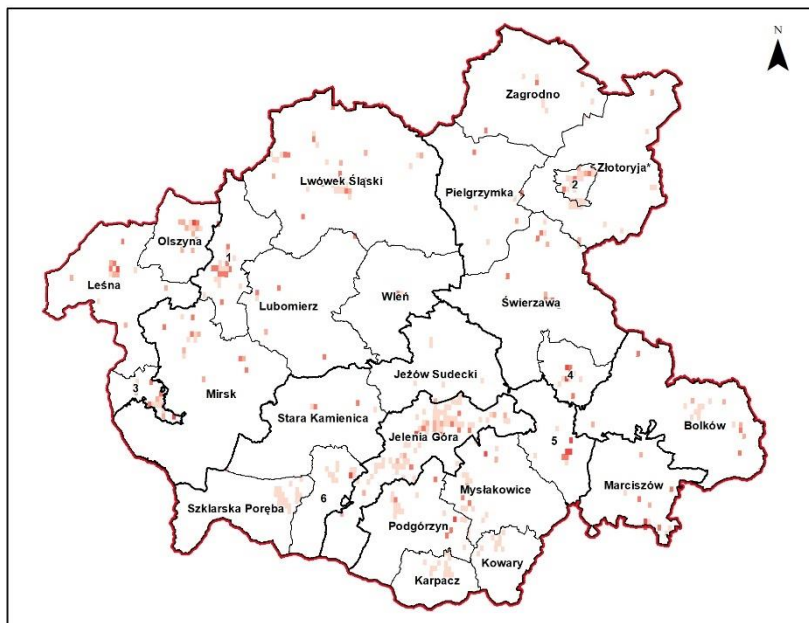 N
Zagrodno
Złotoryja*
2
Lwówek Śląski
Pielgrzymka
Olszyna
1
Leśna
Lubomierz
Wleń
Świerzawa
Jeżów Sudecki
4
3
Mirsk
Stara Kamienica
Bolków
Jelenia Góra
5
Marciszów
Mysłakowice
6
Szklarska Poręba
Podgórzyn
Kowary
Karpacz